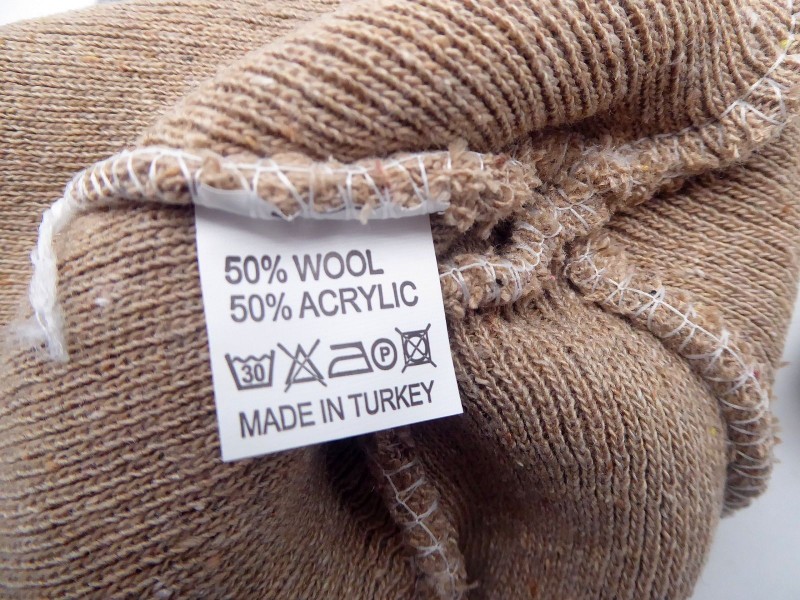 50% WOOL
50% ACRYLIC
30 P
MADE IN TURKEY